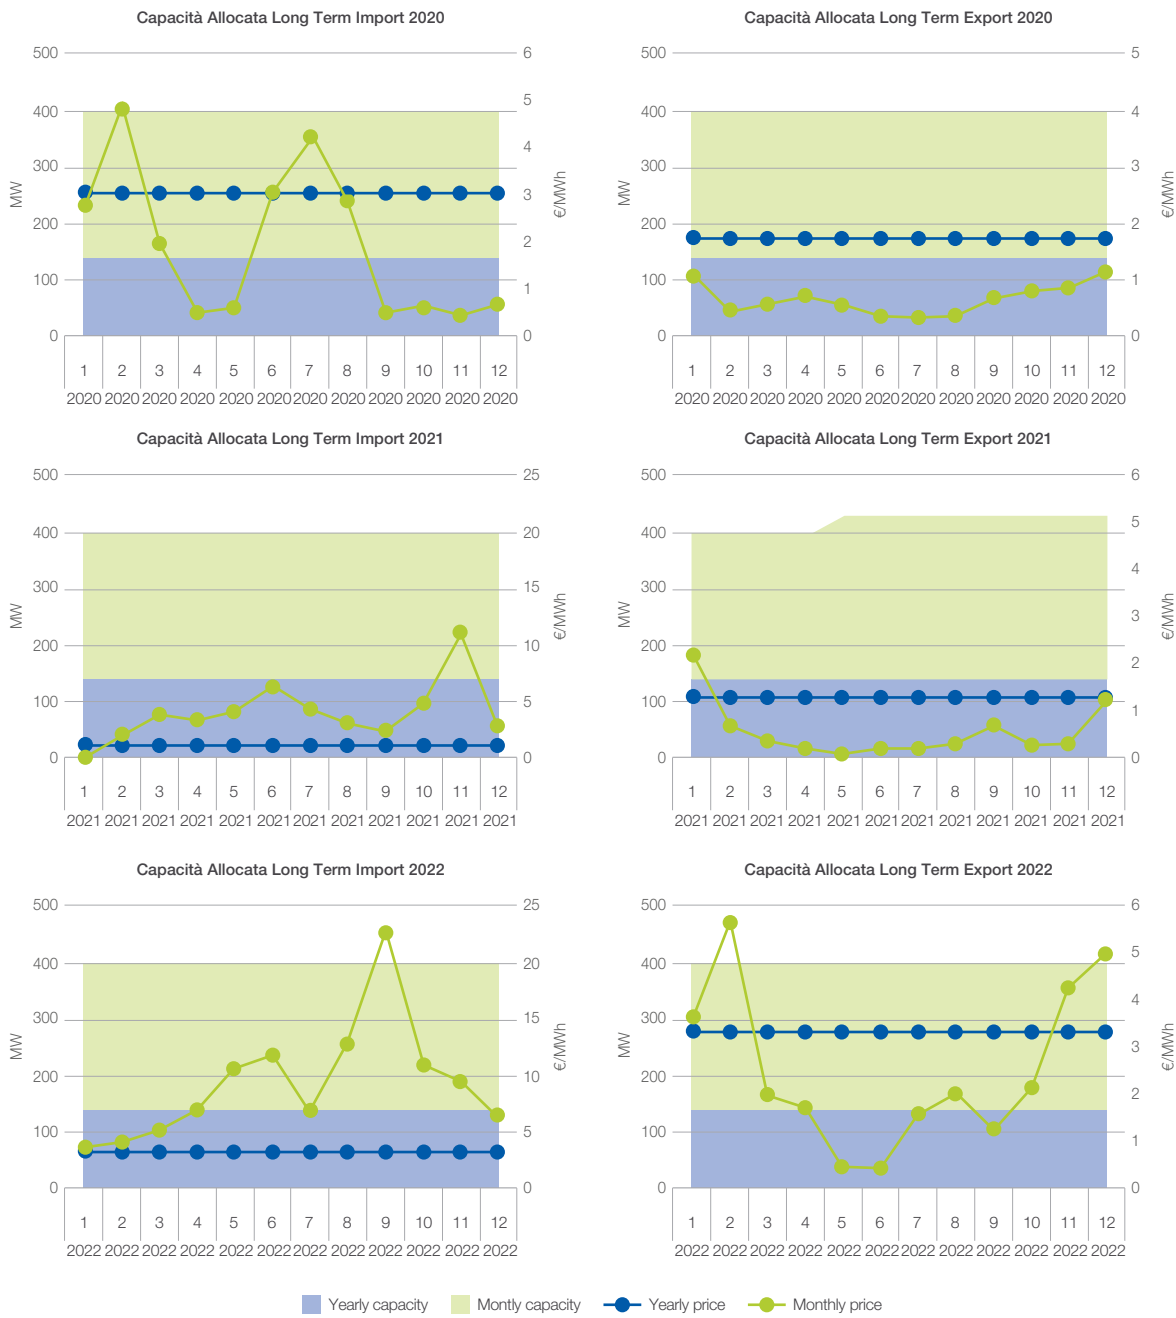 Capacità Allocata Long Term Import 2020
500
400
300
200
100
0
MW
6
5
4
3
2
1
0
€/MWh
1 2 3 4 5 6 7 8 9 10 11 12
2020 2020 2020 2020 2020 2020 2020 2020 2020 2020 2020 2020
Capacità Allocata Long Term Export 2020
500
400
300
200
100
0
MW
5
4
3
2
1
0
€/MWh
1 2 3 4 5 6 7 8 9 10 11 12
2020 2020 2020 2020 2020 2020 2020 2020 2020 2020 2020 2020
Capacità Allocata Long Term Import 2021
500
400
300
200
100
0
MW
25
20
15
10
5
0
€/MWh
1 2 3 4 5 6 7 8 9 10 11 12
2021 2021 2021 2021 2021 2021 2021 2021 2021 2021 2021 2021
Capacità Allocata Long Term Export 2021
500
400
300
200
100
0
MW
6
5
4
3
2
1
0
€/MWh
1 2 3 4 5 6 7 8 9 10 11 12
2021 2021 2021 2021 2021 2021 2021 2021 2021 2021 2021 2021
Capacità Allocata Long Term Import 2022
500
400
300
200
100
0
MW
25
20
15
10
5
0
€/MWh
1 2 3 4 5 6 7 8 9 10 11 12
2022 2022 2022 2022 2022 2022 2022 2022 2022 2022 2022 2022
Capacità Allocata Long Term Export 2022
500
400
300
200
100
0
MW
6
5
4
3
2
1
0
€/MWh
1 2 3 4 5 6 7 8 9 10 11 12
2022 2022 2022 2022 2022 2022 2022 2022 2022 2022 2022 2022
Yearly capacity Montly capacity Yearly price Monthly price